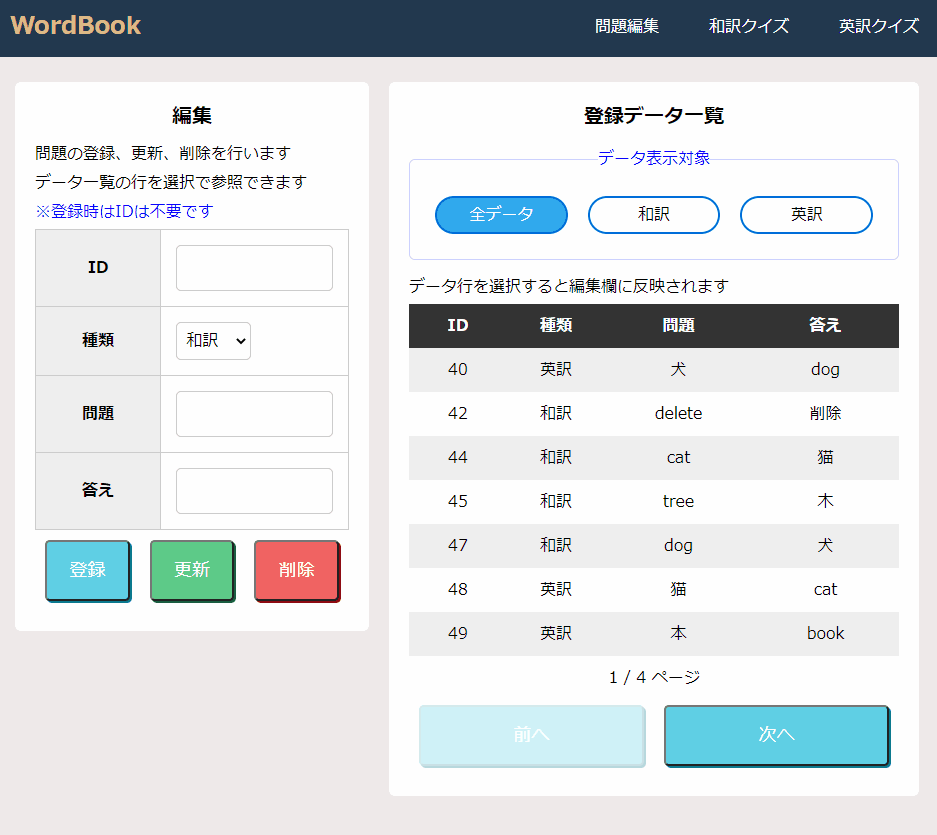 WordBook
問題編集 和訳クイズ 英訳クイズ
編集
問題の登録、更新、削除を行います
データ一覧の行を選択で参照できます
※登録時はIDは不要です
ID
種類 和訳
問題
答え
登録 更新 削除
登録データ一覧
データ表示対象
全データ 和訳 英訳
データ行を選択すると編集欄に反映されます
ID 種類 問題 答え
40 英訳 犬 dog
42 和訳 delete 削除
44 和訳 cat 猫
45 和訳 tree 木
47 和訳 dog 犬
48 英訳 猫 cat
49 英訳 本 book
1 / 4 ページ
前へ 次へ